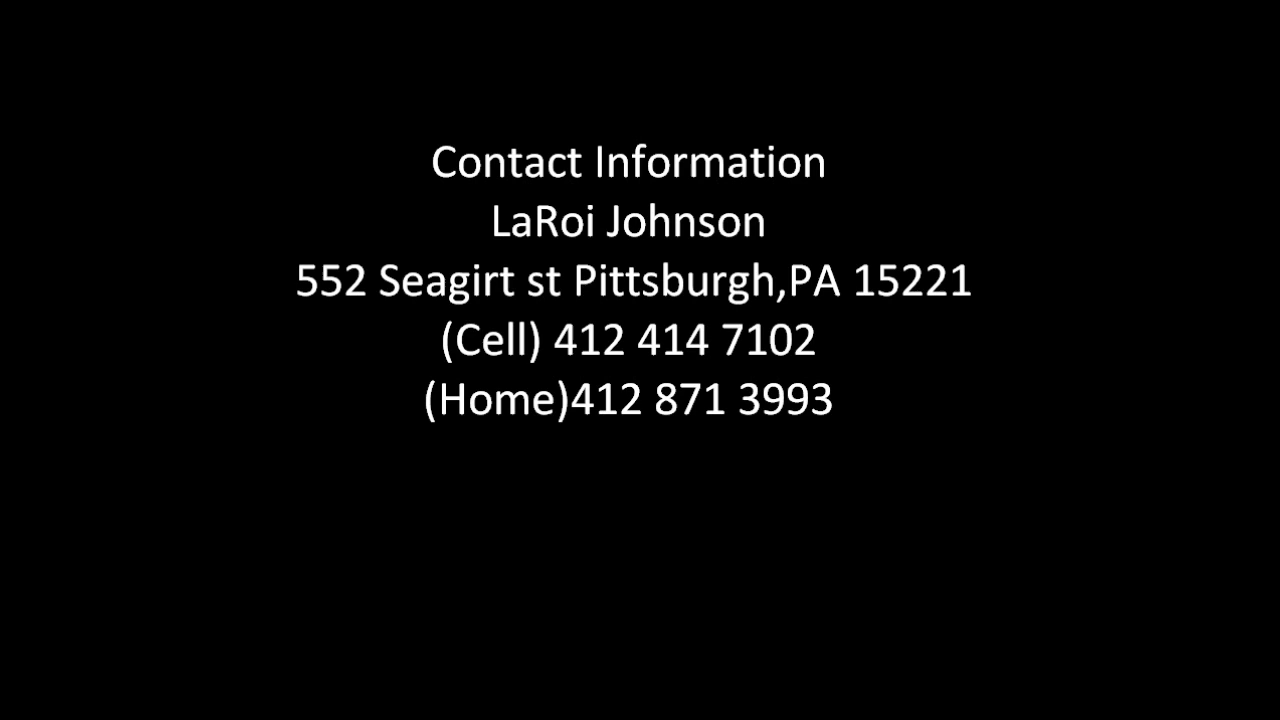 Contact Information
LaRoi Johnson
552 Seagirt st Pittsburgh,PA 15221
(Cell) 412 414 7102
(Home)412 871 3993